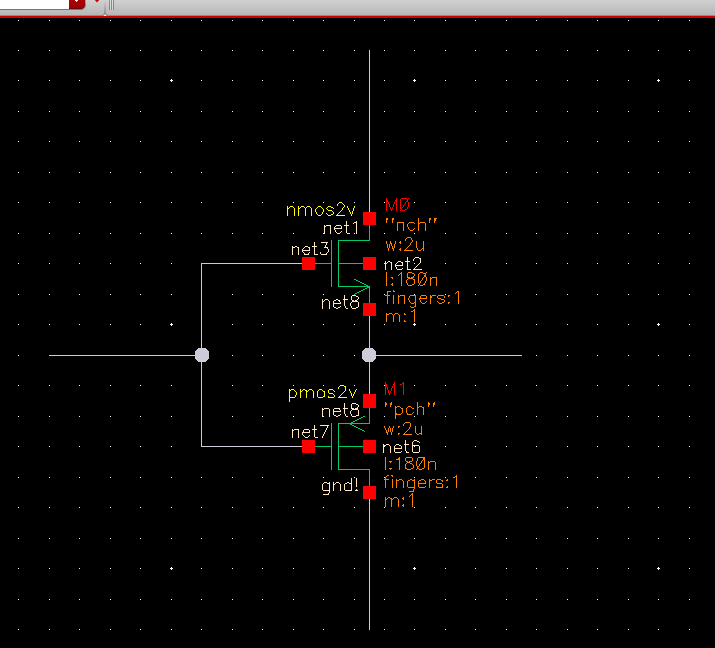 nmos2v
M0
"nch"
net1
w:2u
net3
net2
l:180n
net8
fingers:1
m:1
pmos2v
M1
net8
"pch"
w:2u
net7
net6
l:180n
gnd!
fingers:1
m:1